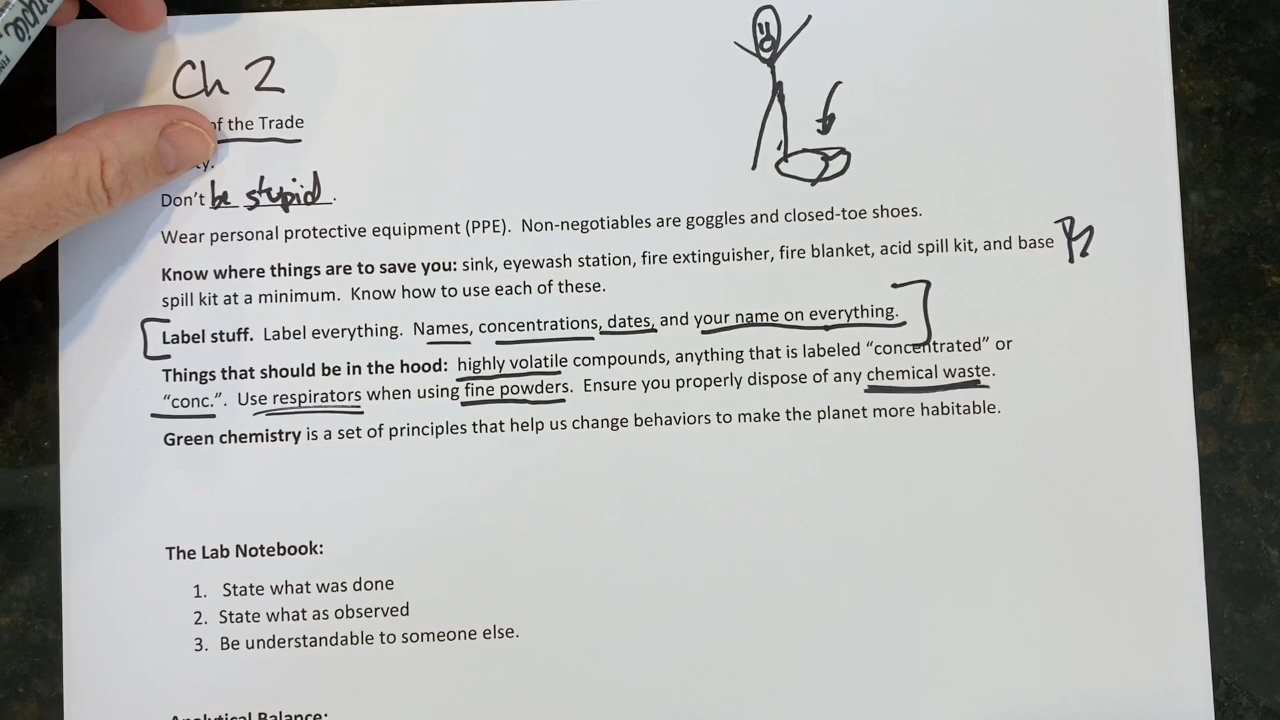 Ch 2
of the Trade
ty.
Don't be stupid.
Wear personal protective equipment (PPE). Non-negotiables are goggles and closed-toe shoes.
Know where things are to save you: sink, eyewash station, fire extinguisher, fire blanket, acid spill kit, and base
spill kit at a minimum. Know how to use each of these.
Label stuff. Label everything. Names, concentrations, dates, and your name on everything.
Things that should be in the hood: highly volatile compounds, anything that is labeled “concentrated” or
“conc.”. Use respirators when using fine powders. Ensure you properly dispose of any chemical waste.
Green chemistry is a set of principles that help us change behaviors to make the planet more habitable.
The Lab Notebook:
1. State what was done
2. State what as observed
3. Be understandable to someone else.
Analytical Balance: